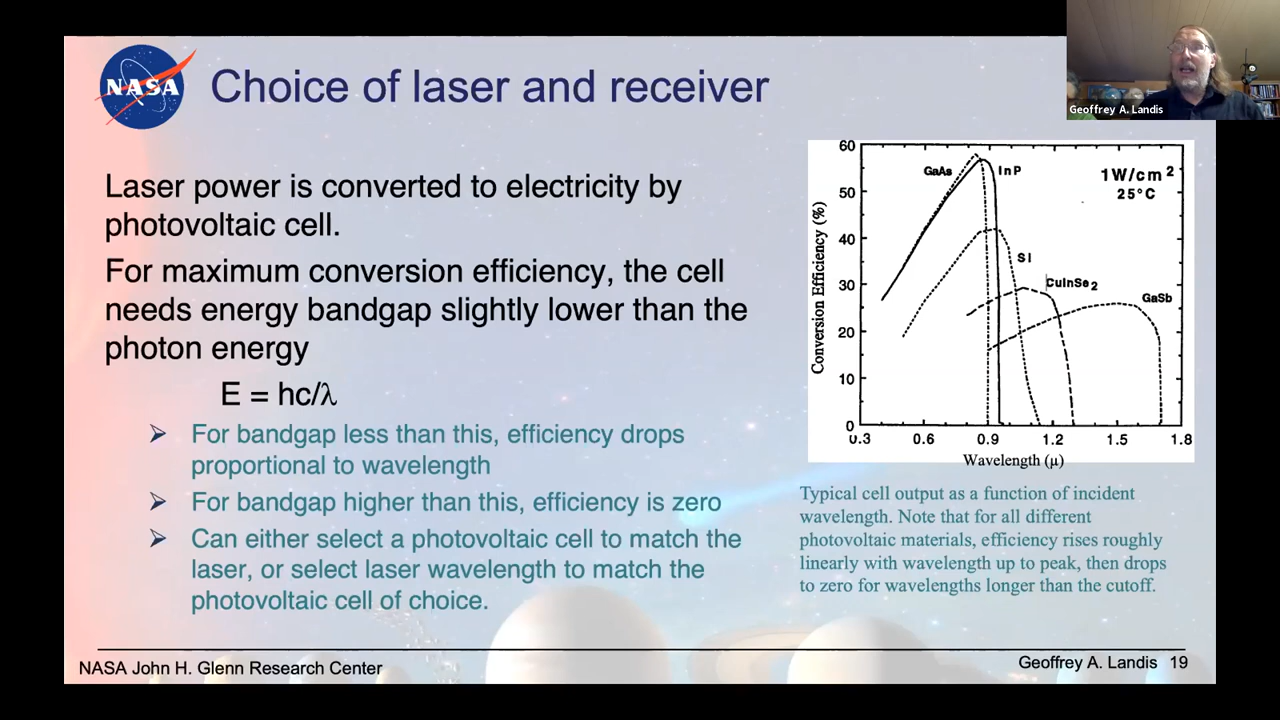 NASA
Choice of laser and receiver
Geoffrey A. Landis
Laser power is converted to electricity by
photovoltaic cell.
For maximum conversion efficiency, the cell
needs energy bandgap slightly lower than the
photon energy
E = hc/λ
➢ For bandgap less than this, efficiency drops
proportional to wavelength
➢ For bandgap higher than this, efficiency is zero
➢ Can either select a photovoltaic cell to match the
laser, or select laser wavelength to match the
photovoltaic cell of choice.
60
50
40
30
20
10
0
Conversion Efficiency (%)
GaAs
InP
1W/cm²
25°C
Si
CuInSe₂
GaSb
0.3 0.6 0.9 1.2 1.5 1.8
Wavelength (μ)
Typical cell output as a function of incident
wavelength. Note that for all different
photovoltaic materials, efficiency rises roughly
linearly with wavelength up to peak, then drops
to zero for wavelengths longer than the cutoff.
NASA John H. Glenn Research Center
Geoffrey A. Landis 19